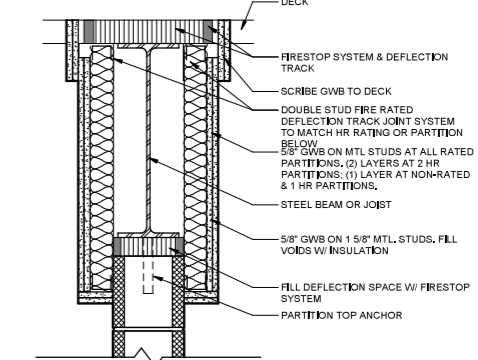 DECK
FIRESTOP SYSTEM & DEFLECTION
TRACK
SCRIBE GWB TO DECK
DOUBLE STUD FIRE RATED
DEFLECTION TRACK JOINT SYSTEM
TO MATCH HR RATING OR PARTITION
BELOW
5/8" GWB ON MTL STUDS AT ALL RATED
PARTITIONS. (2) LAYERS AT 2 HR
PARTITIONS; (1) LAYER AT NON-RATED
& 1 HR PARTITIONS.
STEEL BEAM OR JOIST
5/8" GWB ON 1 5/8" MTL. STUDS. FILL
VOIDS W/ INSULATION
FILL DEFLECTION SPACE W/ FIRESTOP
SYSTEM
PARTITION TOP ANCHOR